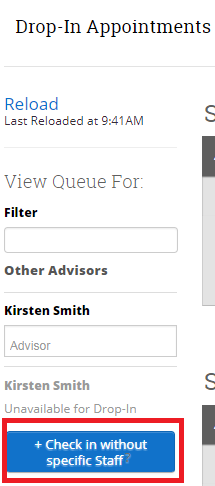 Drop-In Appointments
Reload
Last Reloaded at 9:41AM
View Queue For:
Filter
Other Advisors
Kirsten Smith
Advisor
Kirsten Smith
Unavailable for Drop-In
+ Check in without
specific Staff ?
S
S